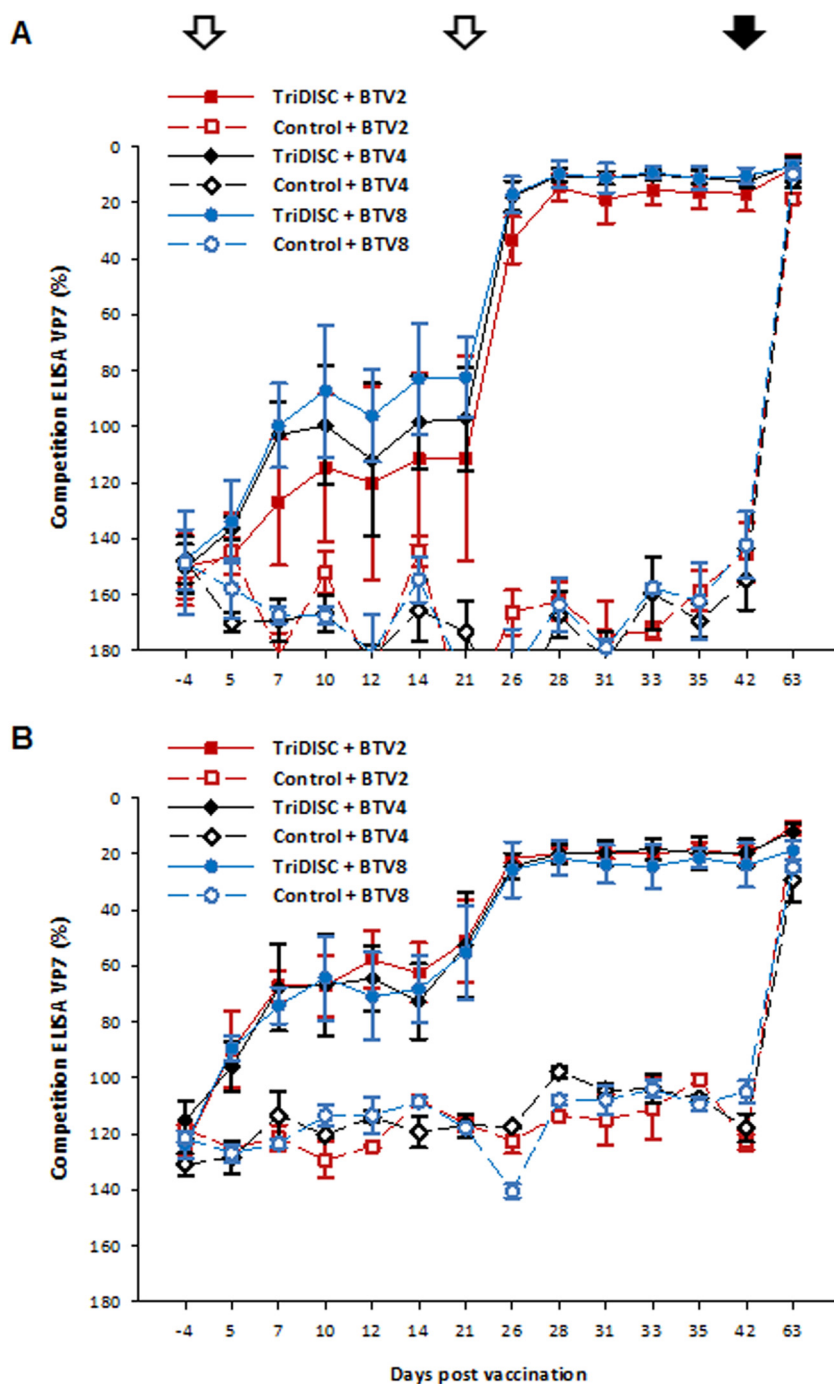 A
TriDISC + BTV2
Control + BTV2
TriDISC + BTV4
Control + BTV4
TriDISC + BTV8
Control + BTV8
Competition ELISA VP7 (%)
0
20
40
60
80
100
120
140
160
180
-4 5 7 10 12 14 21 26 28 31 33 35 42 63
B
TriDISC + BTV2
Control + BTV2
TriDISC + BTV4
Control + BTV4
TriDISC + BTV8
Control + BTV8
Competition ELISA VP7 (%)
0
20
40
60
80
100
120
140
160
180
-4 5 7 10 12 14 21 26 28 31 33 35 42 63
Days post vaccination